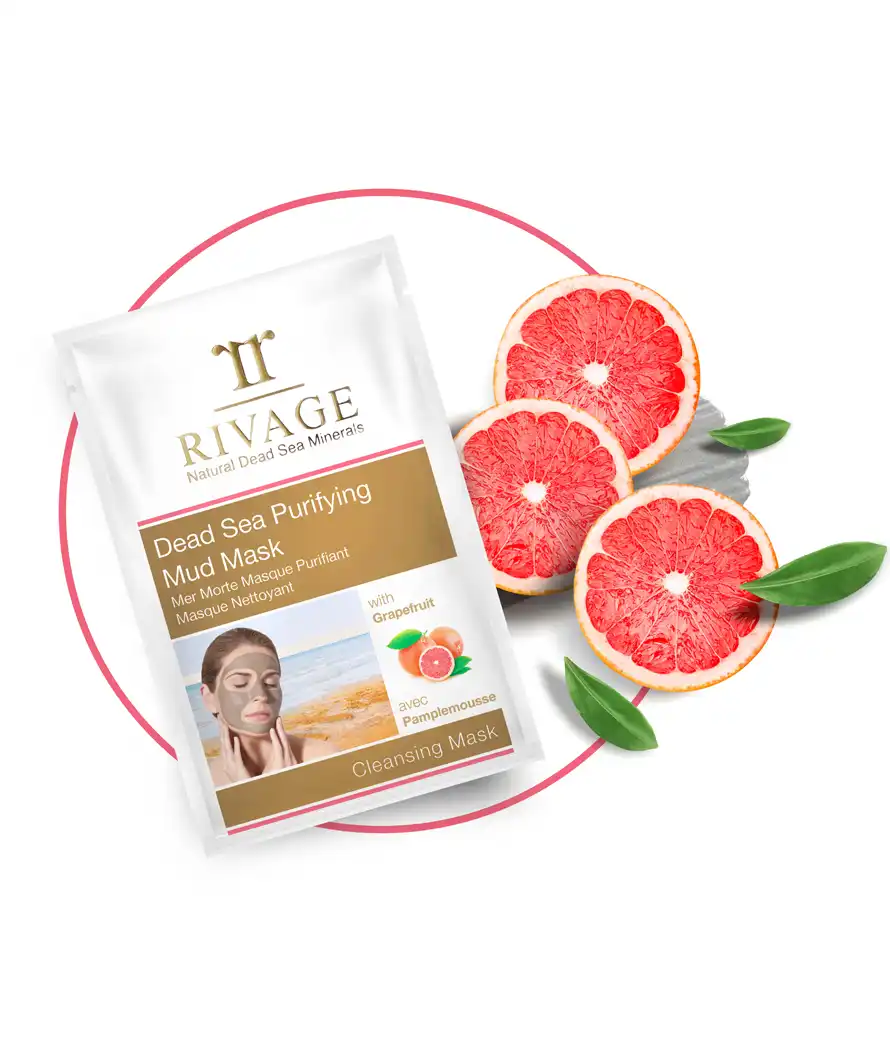 RIVAGE
Natural Dead Sea Minerals
Dead Sea Purifying
Mud Mask
Mer Morte Masque Purifiant
Masque Nettoyant
with
Grapefruit
avec
Pamplemousse
Cleansing Mask